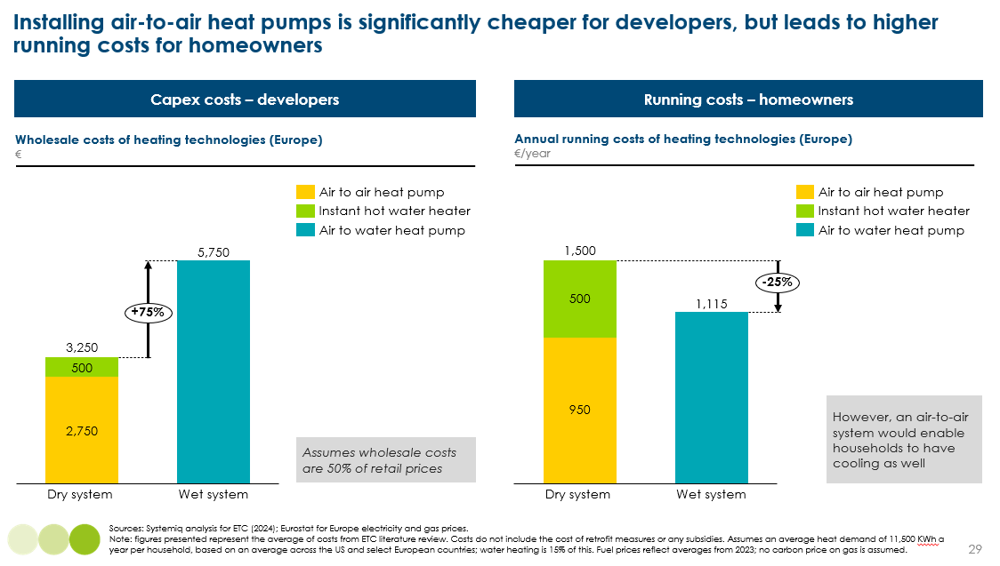 Installing air-to-air heat pumps is significantly cheaper for developers, but leads to higher
running costs for homeowners
Capex costs – developers
Wholesale costs of heating technologies (Europe)
€
Air to air heat pump
Instant hot water heater
Air to water heat pump
5,750
+75%
3,250
500
2,750
Assumes wholesale costs
are 50% of retail prices
Dry system
Wet system
Running costs – homeowners
Annual running costs of heating technologies (Europe)
€/year
Air to air heat pump
Instant hot water heater
Air to water heat pump
1,500
-25%
500
1,115
950
However, an air-to-air
system would enable
households to have
cooling as well
Dry system
Wet system
Sources: Systemiq analysis for ETC (2024); Eurostat for Europe electricity and gas prices.
Note: figures presented represent the average of costs from ETC literature review. Costs do not include the cost of retrofit measures or any subsidies. Assumes an average heat demand of 11,500 KWh a
year per household, based on an average across the US and select European countries; water heating is 15% of this. Fuel prices reflect averages from 2023; no carbon price on gas is assumed.
29